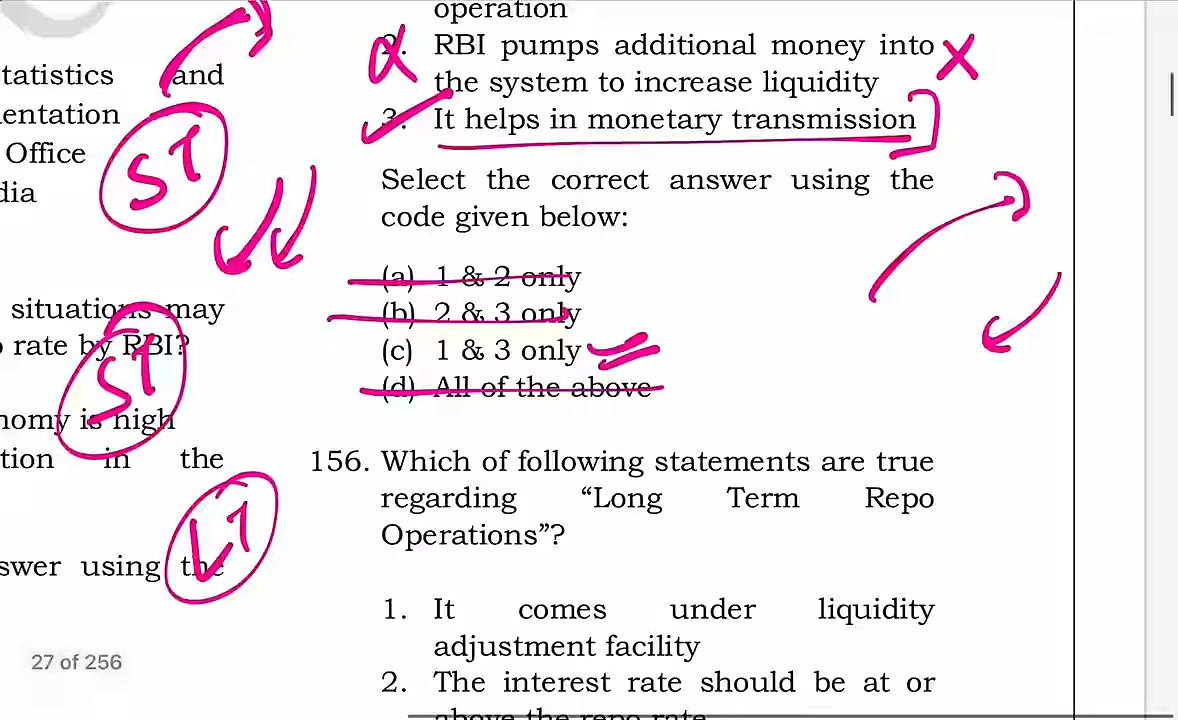 tatistics and
entation
Office
dia
situations may
rate by RBI?
nomy is high
tion in the
swer using the
27 of 256
ST
ST
LT
operation
2. RBI pumps additional money into
the system to increase liquidity
3. It helps in monetary transmission
Select the correct answer using the
code given below:
(a) 1 & 2 only
(b) 2 & 3 only
(c) 1 & 3 only
(d) All of the above
156. Which of following statements are true
regarding “Long Term Repo
Operations”?
1. It comes under liquidity
adjustment facility
2. The interest rate should be at or
above the repo rate